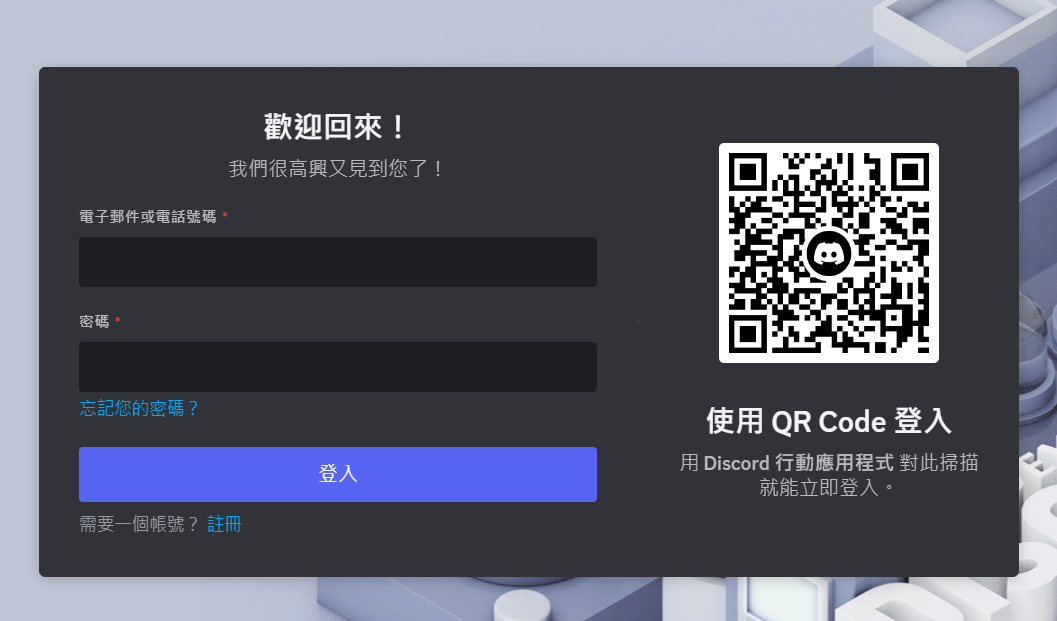 歡迎回來！
我們很高興又見到您了！
電子郵件或電話號碼 *
密碼 *
忘記您的密碼？
登入
需要一個帳號？ 註冊
使用 QR Code 登入
用 Discord 行動應用程式 對此掃描
就能立即登入。